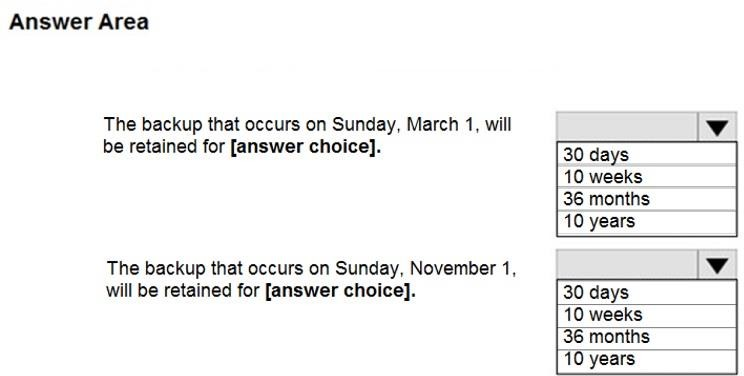 Answer Area
The backup that occurs on Sunday, March 1, will
be retained for [answer choice].
30 days
10 weeks
36 months
10 years
The backup that occurs on Sunday, November 1,
will be retained for [answer choice].
30 days
10 weeks
36 months
10 years